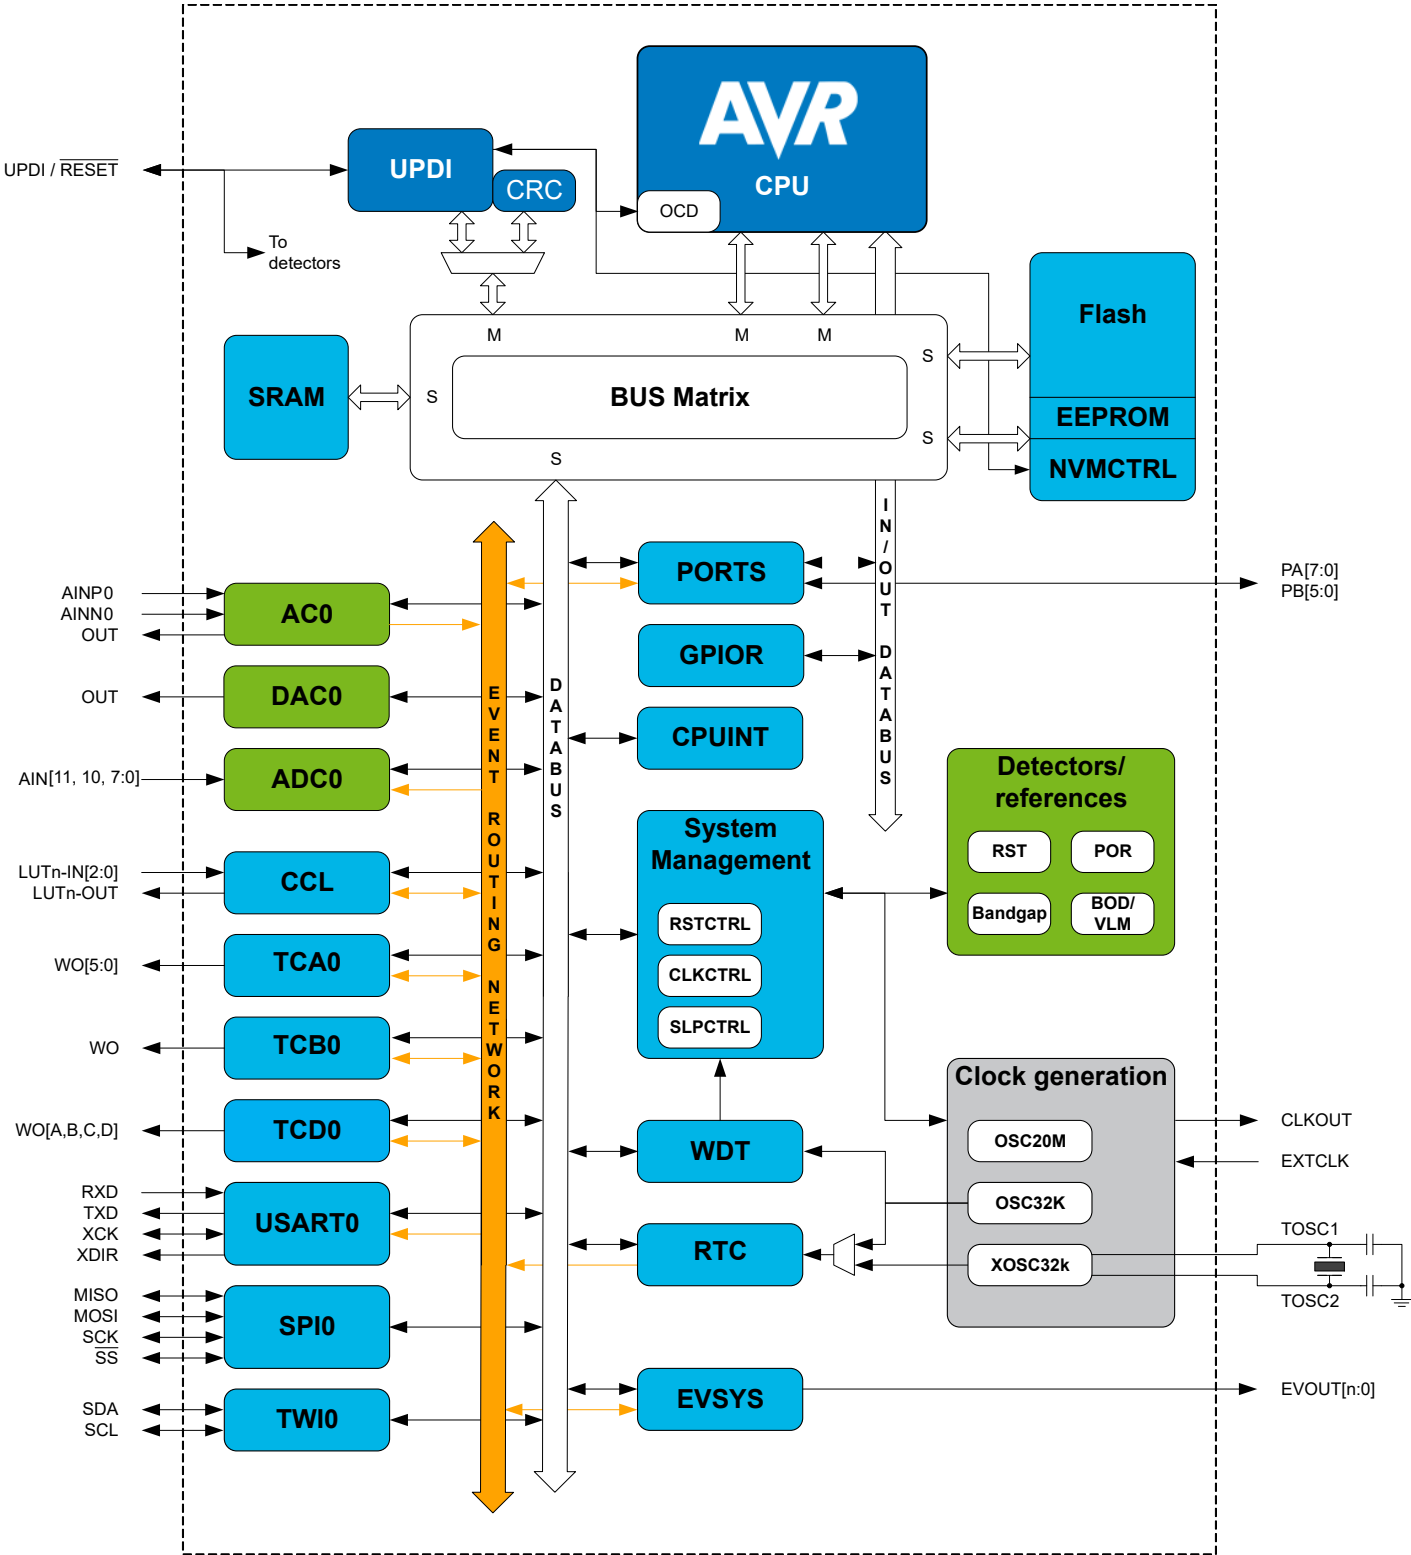 AVR
CPU
OCD
UPDI / RESET
UPDI
CRC
To
detectors
Flash
EEPROM
NVMCTRL
SRAM
M
M
M
S
S
S
S
BUS Matrix
IN/OUT DATABUS
EVENT ROUTING NETWORK
DATABUS
AINP0
AINN0
OUT
AC0
OUT
DAC0
AIN[11, 10, 7:0]
ADC0
LUTn-IN[2:0]
LUTn-OUT
CCL
WO[5:0]
TCA0
WO
TCB0
WO[A,B,C,D]
TCD0
RXD
TXD
XCK
XDIR
USART0
MISO
MOSI
SCK
SS
SPI0
SDA
SCL
TWI0
PORTS
PA[7:0]
PB[5:0]
GPIOR
CPUINT
System
Management
RSTCTRL
CLKCTRL
SLPCTRL
Detectors/
references
RST
POR
Bandgap
BOD/
VLM
WDT
RTC
Clock generation
OSC20M
OSC32K
XOSC32k
CLKOUT
EXTCLK
TOSC1
TOSC2
EVSYS
EVOUT[n:0]